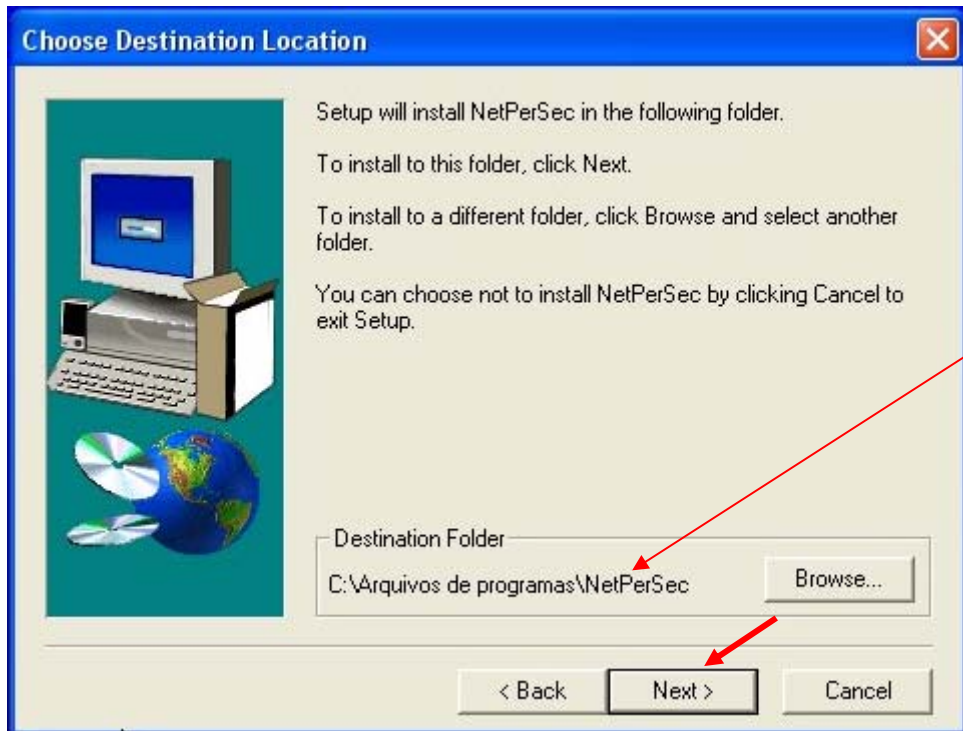 Choose Destination Location
Setup will install NetPerSec in the following folder.
To install to this folder, click Next.
To install to a different folder, click Browse and select another
folder.
You can choose not to install NetPerSec by clicking Cancel to
exit Setup.
Destination Folder
C:\Arquivos de programas\NetPerSec
Browse...
< Back
Next >
Cancel